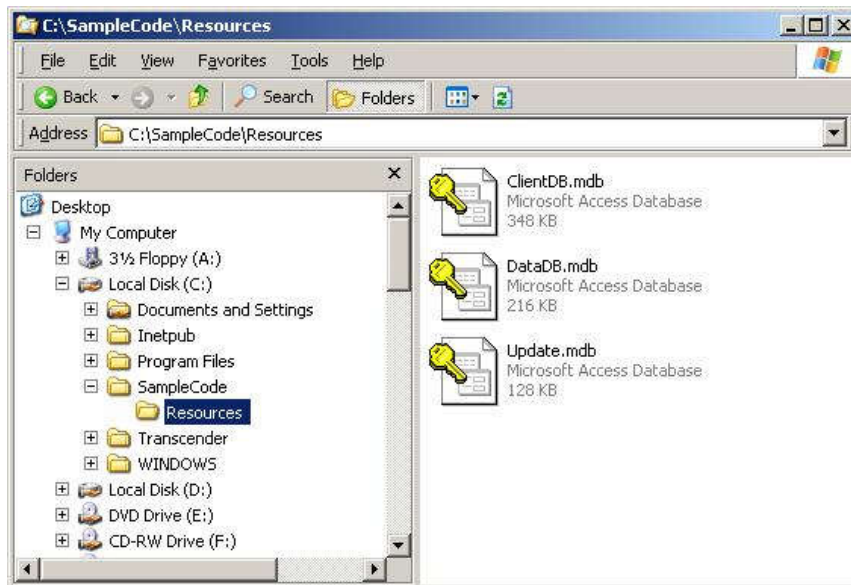 C:\SampleCode\Resources
File Edit View Favorites Tools Help
Back Search Folders
Address C:\SampleCode\Resources
Folders
Desktop
My Computer
3½ Floppy (A:)
Local Disk (C:)
Documents and Settings
Inetpub
Program Files
SampleCode
Resources
Transcender
WINDOWS
Local Disk (D:)
DVD Drive (E:)
CD-RW Drive (F:)
ClientDB.mdb
Microsoft Access Database
348 KB
DataDB.mdb
Microsoft Access Database
216 KB
Update.mdb
Microsoft Access Database
128 KB